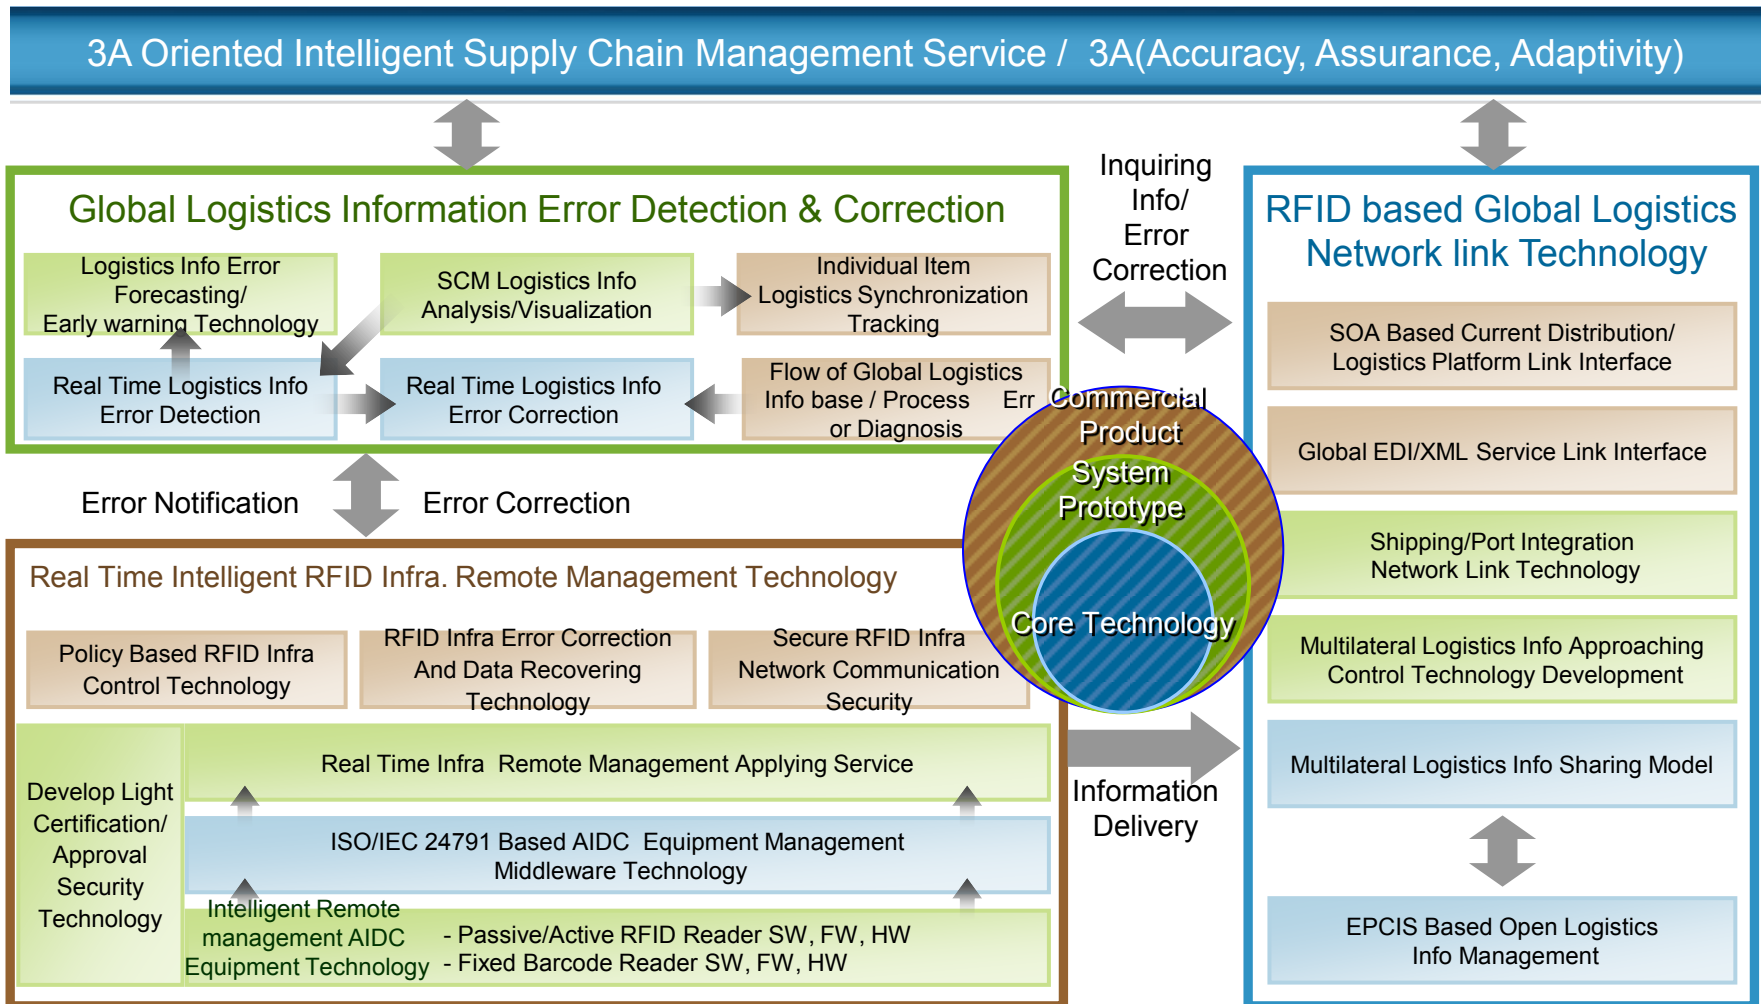 3A Oriented Intelligent Supply Chain Management Service / 3A(Accuracy, Assurance, Adaptivity)
Global Logistics Information Error Detection & Correction
Logistics Info Error
Forecasting/
Early warning Technology
SCM Logistics Info
Analysis/Visualization
Individual Item
Logistics Synchronization
Tracking
Real Time Logistics Info
Error Detection
Real Time Logistics Info
Error Correction
Flow of Global Logistics
Info base / Process Err
or Diagnosis
Inquiring
Info/
Error
Correction
RFID based Global Logistics
Network link Technology
SOA Based Current Distribution/
Logistics Platform Link Interface
Global EDI/XML Service Link Interface
Shipping/Port Integration
Network Link Technology
Multilateral Logistics Info Approaching
Control Technology Development
Multilateral Logistics Info Sharing Model
EPCIS Based Open Logistics
Info Management
Commercial
Product
System
Prototype
Core Technology
Error Notification
Error Correction
Real Time Intelligent RFID Infra. Remote Management Technology
Policy Based RFID Infra
Control Technology
RFID Infra Error Correction
And Data Recovering
Technology
Secure RFID Infra
Network Communication
Security
Develop Light
Certification/
Approval
Security
Technology
Real Time Infra Remote Management Applying Service
ISO/IEC 24791 Based AIDC Equipment Management
Middleware Technology
Intelligent Remote
management AIDC
Equipment Technology
- Passive/Active RFID Reader SW, FW, HW
- Fixed Barcode Reader SW, FW, HW
Information
Delivery